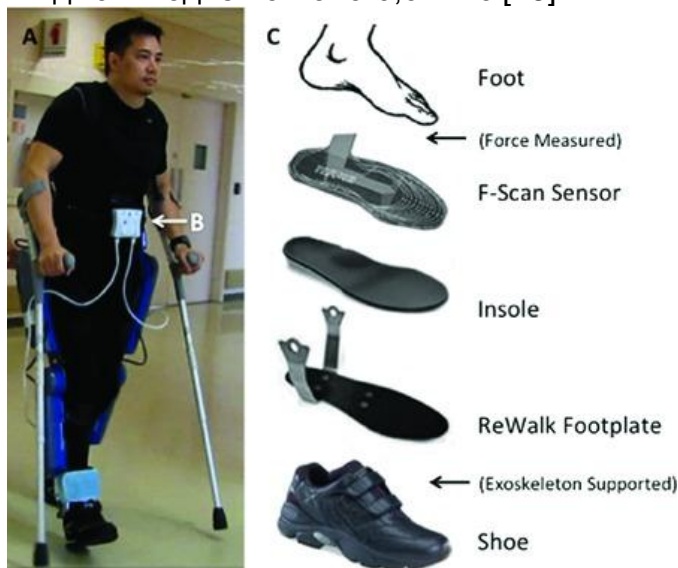 A
B
C
Foot
(Force Measured)
F-Scan Sensor
Insole
ReWalk Footplate
(Exoskeleton Supported)
Shoe